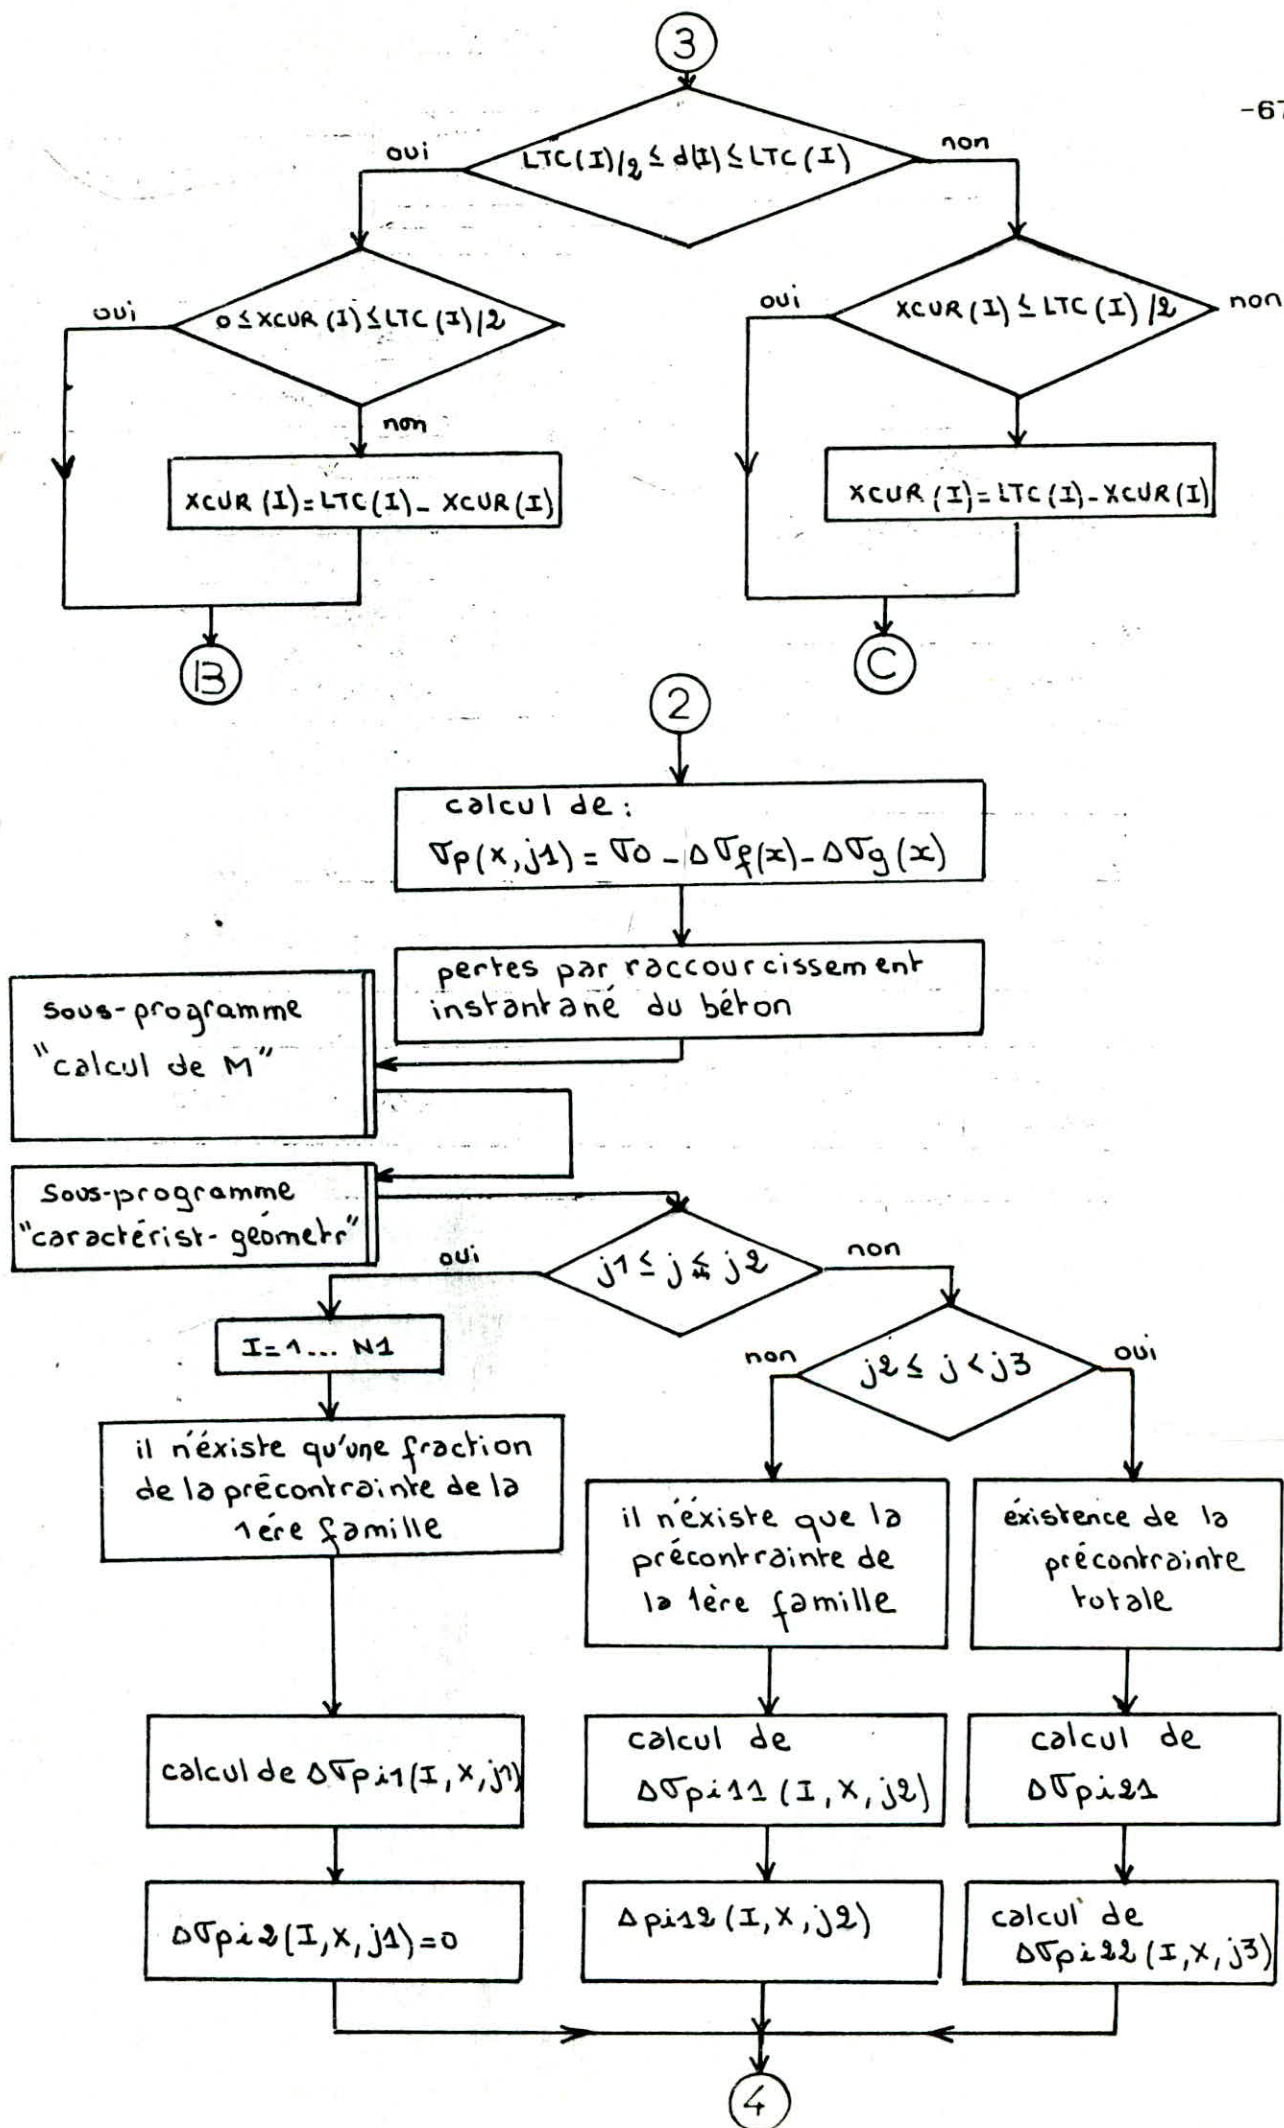 3
-67
oui
LTC(I)/2 ≤ d(I) ≤ LTC(I)
non
oui
0 ≤ XCUR(I) ≤ LTC(I)/2
oui
XCUR(I) ≤ LTC(I)/2
non
non
XCUR(I)=LTC(I)- XCUR(I)
XCUR(I)=LTC(I)-XCUR(I)
B
C
2
calcul de :
σp(x,j1) = σ0 - Δσf(x) - Δσg(x)
pertes par raccourcissement
instantané du béton
Sous-programme
"calcul de M"
Sous-programme
"caractérist-géometr"
oui
j1 ≤ j ≨ j2
non
I=1... N1
non
j2 ≤ j < j3
oui
il n'éxiste qu'une fraction
de la précontrainte de la
1ére famille
il n'éxiste que la
précontrainte de
la 1ère famille
éxistence de la
précontrainte
totale
calcul de Δσpi1(I,X,j1)
calcul de
Δσpi11(I,X,j2)
calcul de
Δσpi21
Δσpi2(I,X,j1)=0
Δpi12(I,X,j2)
calcul de
Δσpi22(I,X,j3)
4